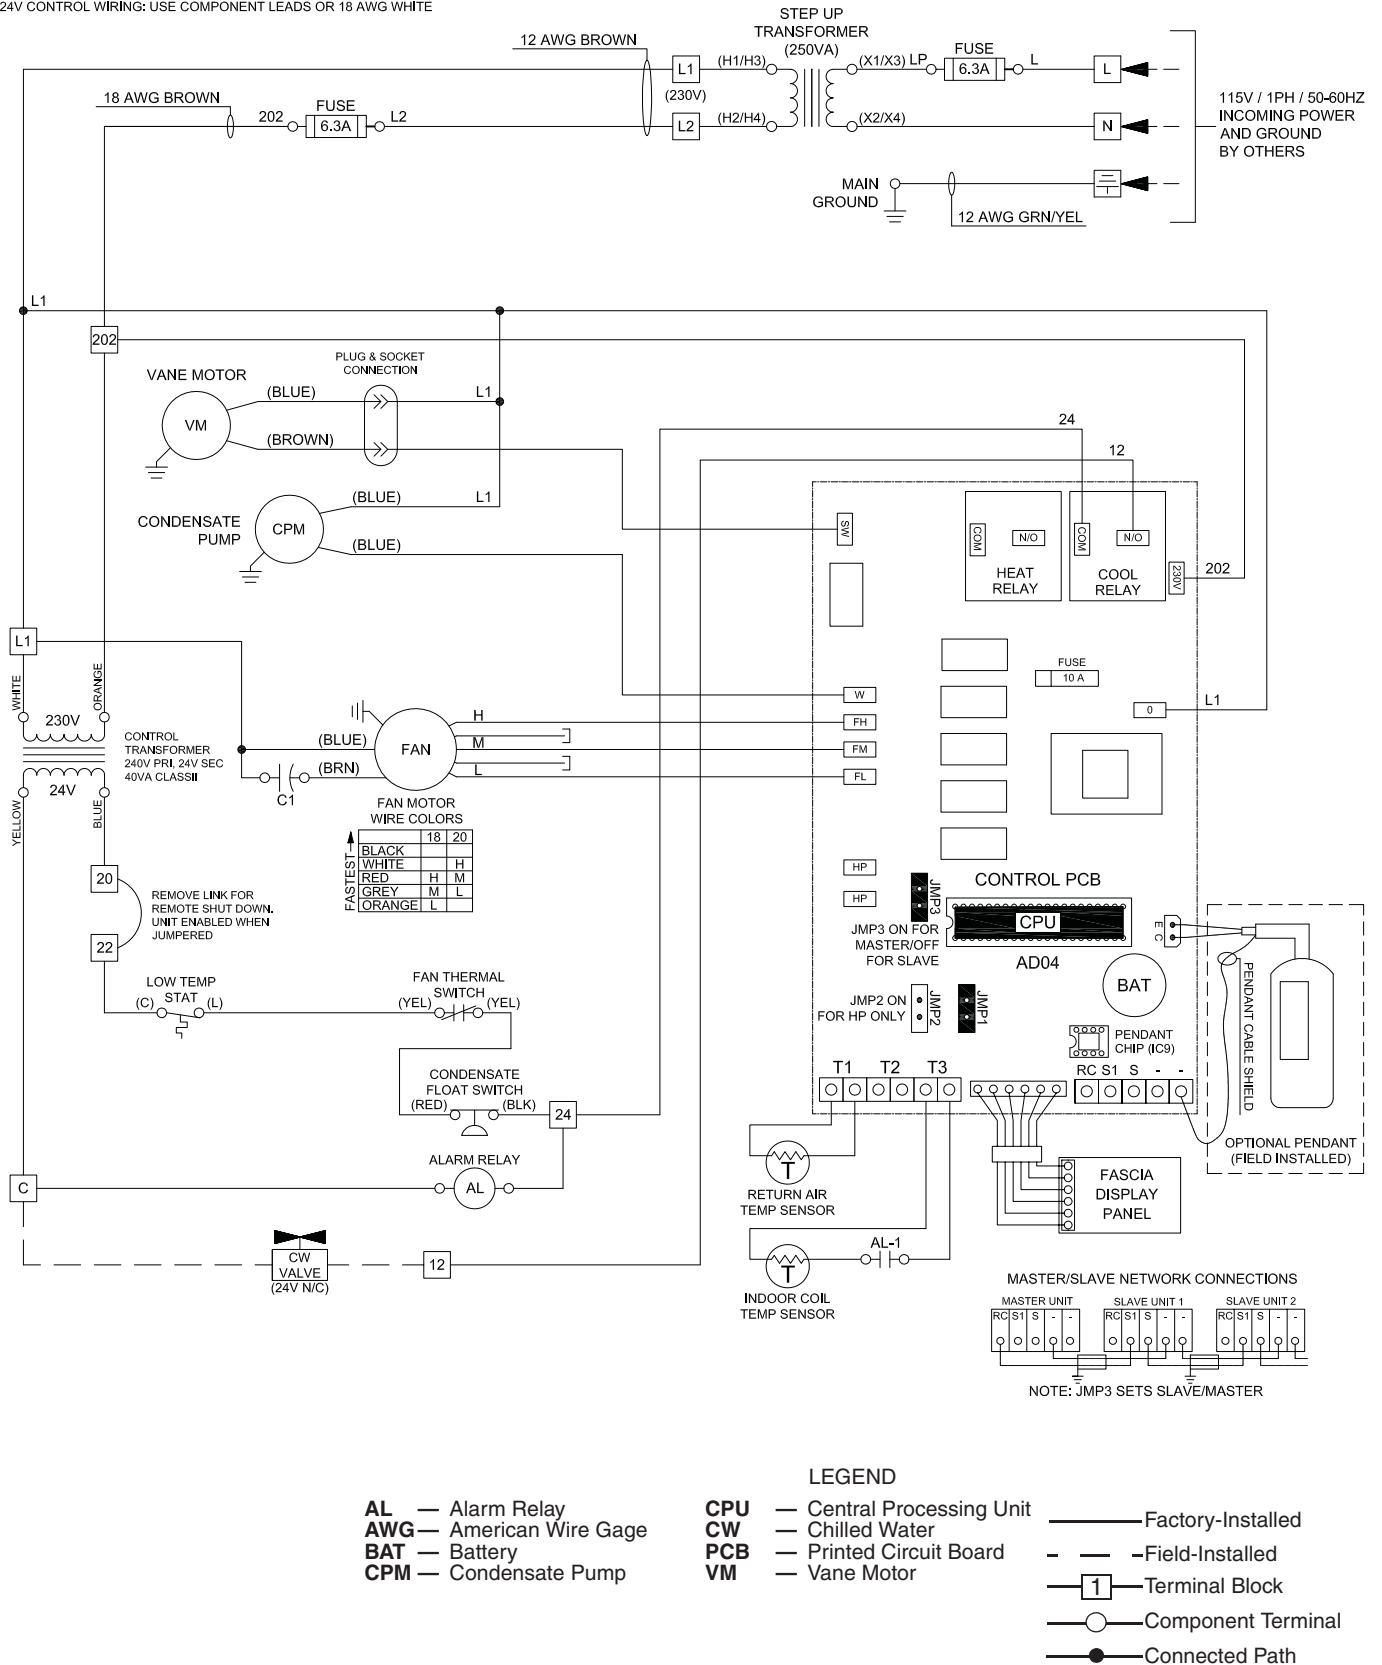 24V CONTROL WIRING: USE COMPONENT LEADS OR 18 AWG WHITE
STEP UP
TRANSFORMER
(250VA)
12 AWG BROWN
L1
(230V)
L2
(H1/H3)
(H2/H4)
(X1/X3) LP
(X2/X4)
FUSE
6.3A
L
L
N
115V / 1PH / 50-60HZ
INCOMING POWER
AND GROUND
BY OTHERS
18 AWG BROWN
202
FUSE
6.3A
L2
MAIN
GROUND
12 AWG GRN/YEL
L1
202
VANE MOTOR
VM
(BLUE)
(BROWN)
PLUG & SOCKET
CONNECTION
L1
CONDENSATE
PUMP
CPM
(BLUE)
(BLUE)
L1
24
12
SW
COM
N/O
HEAT
RELAY
COM
N/O
COOL
RELAY
230V
202
FUSE
10 A
0
L1
W
FH
FM
FL
HP
HP
L1
WHITE
ORANGE
230V
24V
YELLOW
BLUE
CONTROL
TRANSFORMER
240V PRI, 24V SEC
40VA CLASSII
(BLUE)
(BRN)
C1
FAN
H
M
L
FAN MOTOR
WIRE COLORS
FASTEST
18 20
BLACK
WHITE H
RED H M
GREY M L
ORANGE L
20
22
REMOVE LINK FOR
REMOTE SHUT DOWN.
UNIT ENABLED WHEN
JUMPERED
LOW TEMP
STAT
(C)
(L)
FAN THERMAL
SWITCH
(YEL)
(YEL)
CONDENSATE
FLOAT SWITCH
(RED)
(BLK)
24
ALARM RELAY
AL
C
CW
VALVE
(24V N/C)
12
JMP3
JMP3 ON FOR
MASTER/OFF
FOR SLAVE
CONTROL PCB
CPU
AD04
E
C
BAT
JMP2 ON
FOR HP ONLY
JMP2
JMP1
PENDANT
CHIP (IC9)
T1 T2 T3
RC S1 S - -
PENDANT CABLE SHIELD
OPTIONAL PENDANT
(FIELD INSTALLED)
T
RETURN AIR
TEMP SENSOR
T
INDOOR COIL
TEMP SENSOR
AL-1
FASCIA
DISPLAY
PANEL
MASTER/SLAVE NETWORK CONNECTIONS
MASTER UNIT
RC S1 S - -
SLAVE UNIT 1
RC S1 S - -
SLAVE UNIT 2
RC S1 S - -
NOTE: JMP3 SETS SLAVE/MASTER
LEGEND
AL — Alarm Relay
AWG — American Wire Gage
BAT — Battery
CPM — Condensate Pump
CPU — Central Processing Unit
CW — Chilled Water
PCB — Printed Circuit Board
VM — Vane Motor
Factory-Installed
Field-Installed
1 Terminal Block
Component Terminal
Connected Path